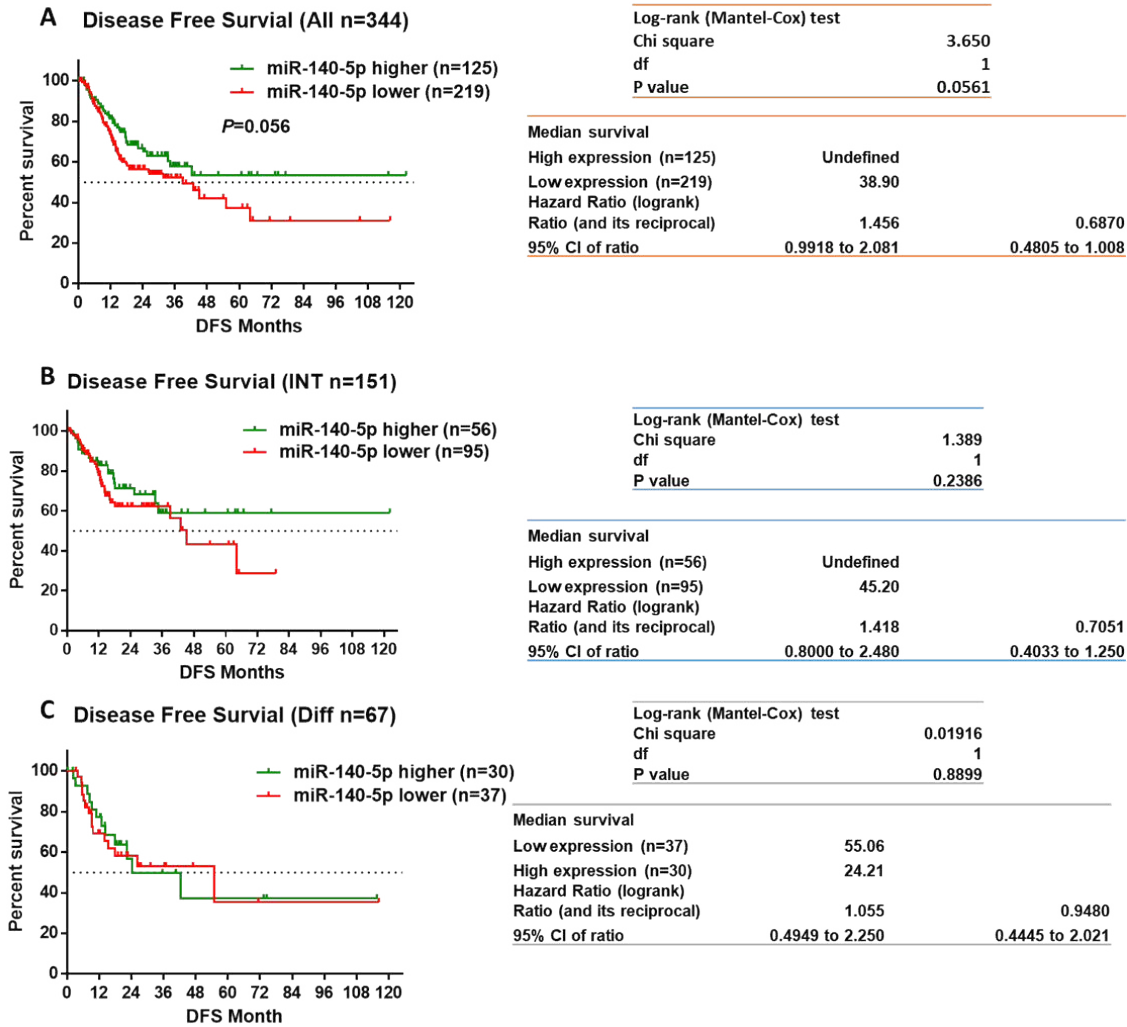 A Disease Free Survial (All n=344)
miR-140-5p higher (n=125)
miR-140-5p lower (n=219)
P=0.056
Percent survival
100
80
60
40
20
0
0 12 24 36 48 60 72 84 96 108 120
DFS Months
Log-rank (Mantel-Cox) test
Chi square 3.650
df 1
P value 0.0561
Median survival
High expression (n=125) Undefined
Low expression (n=219) 38.90
Hazard Ratio (logrank)
Ratio (and its reciprocal) 1.456 0.6870
95% CI of ratio 0.9918 to 2.081 0.4805 to 1.008
B Disease Free Survial (INT n=151)
miR-140-5p higher (n=56)
miR-140-5p lower (n=95)
Percent survival
100
80
60
40
20
0
0 12 24 36 48 60 72 84 96 108 120
DFS Months
Log-rank (Mantel-Cox) test
Chi square 1.389
df 1
P value 0.2386
Median survival
High expression (n=56) Undefined
Low expression (n=95) 45.20
Hazard Ratio (logrank)
Ratio (and its reciprocal) 1.418 0.7051
95% CI of ratio 0.8000 to 2.480 0.4033 to 1.250
C Disease Free Survial (Diff n=67)
miR-140-5p higher (n=30)
miR-140-5p lower (n=37)
Percent survival
100
80
60
40
20
0
0 12 24 36 48 60 72 84 96 108 120
DFS Month
Log-rank (Mantel-Cox) test
Chi square 0.01916
df 1
P value 0.8899
Median survival
Low expression (n=37) 55.06
High expression (n=30) 24.21
Hazard Ratio (logrank)
Ratio (and its reciprocal) 1.055 0.9480
95% CI of ratio 0.4949 to 2.250 0.4445 to 2.021